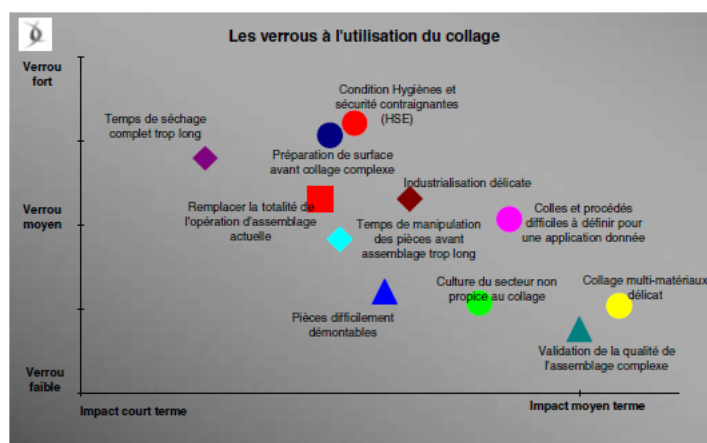 Les verrous à l'utilisation du collage
Verrou
fort
Condition Hygiènes et
sécurité contraignantes
(HSE)
Temps de séchage
complet trop long
Préparation de surface
avant collage complexe
Industrialisation délicate
Remplacer la totalité de
l'opération d'assemblage
actuelle
Verrou
moyen
Colles et procédés
difficiles à définir pour
une application donnée
Temps de manipulation
des pièces avant
assemblage trop long
Culture du secteur non
propice au collage
Collage multi-matériaux
délicat
Pièces difficilement
démontables
Validation de la qualité de
l'assemblage complexe
Verrou
faible
Impact court terme
Impact moyen terme